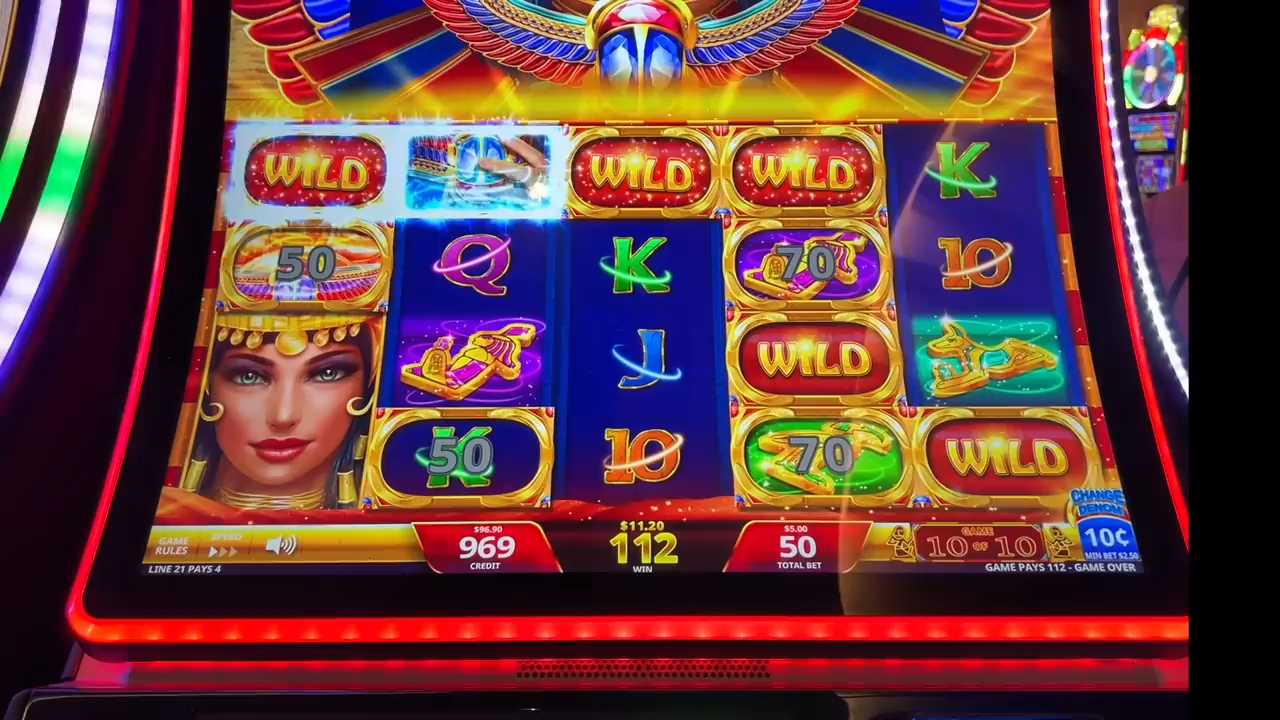 WILD WILD WILD K
50 Q K 70 10
J WILD
50 10 70 WILD
CHANGE
DENOM
GAME
RULES
SPEED
$96.90
969
CREDIT
$11.20
112
WIN
$5.00
50
TOTAL BET
GAME
10 OF 10
10¢
MIN BET $2.50
LINE 21 PAYS 4
GAME PAYS 112 - GAME OVER